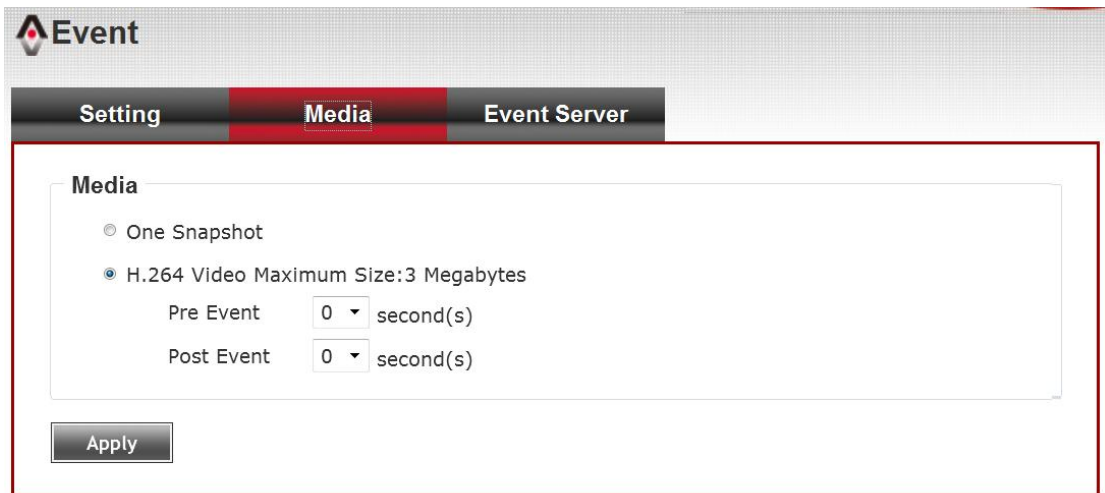 Event
Setting Media Event Server
Media
One Snapshot
H.264 Video Maximum Size:3 Megabytes
Pre Event 0 second(s)
Post Event 0 second(s)
Apply